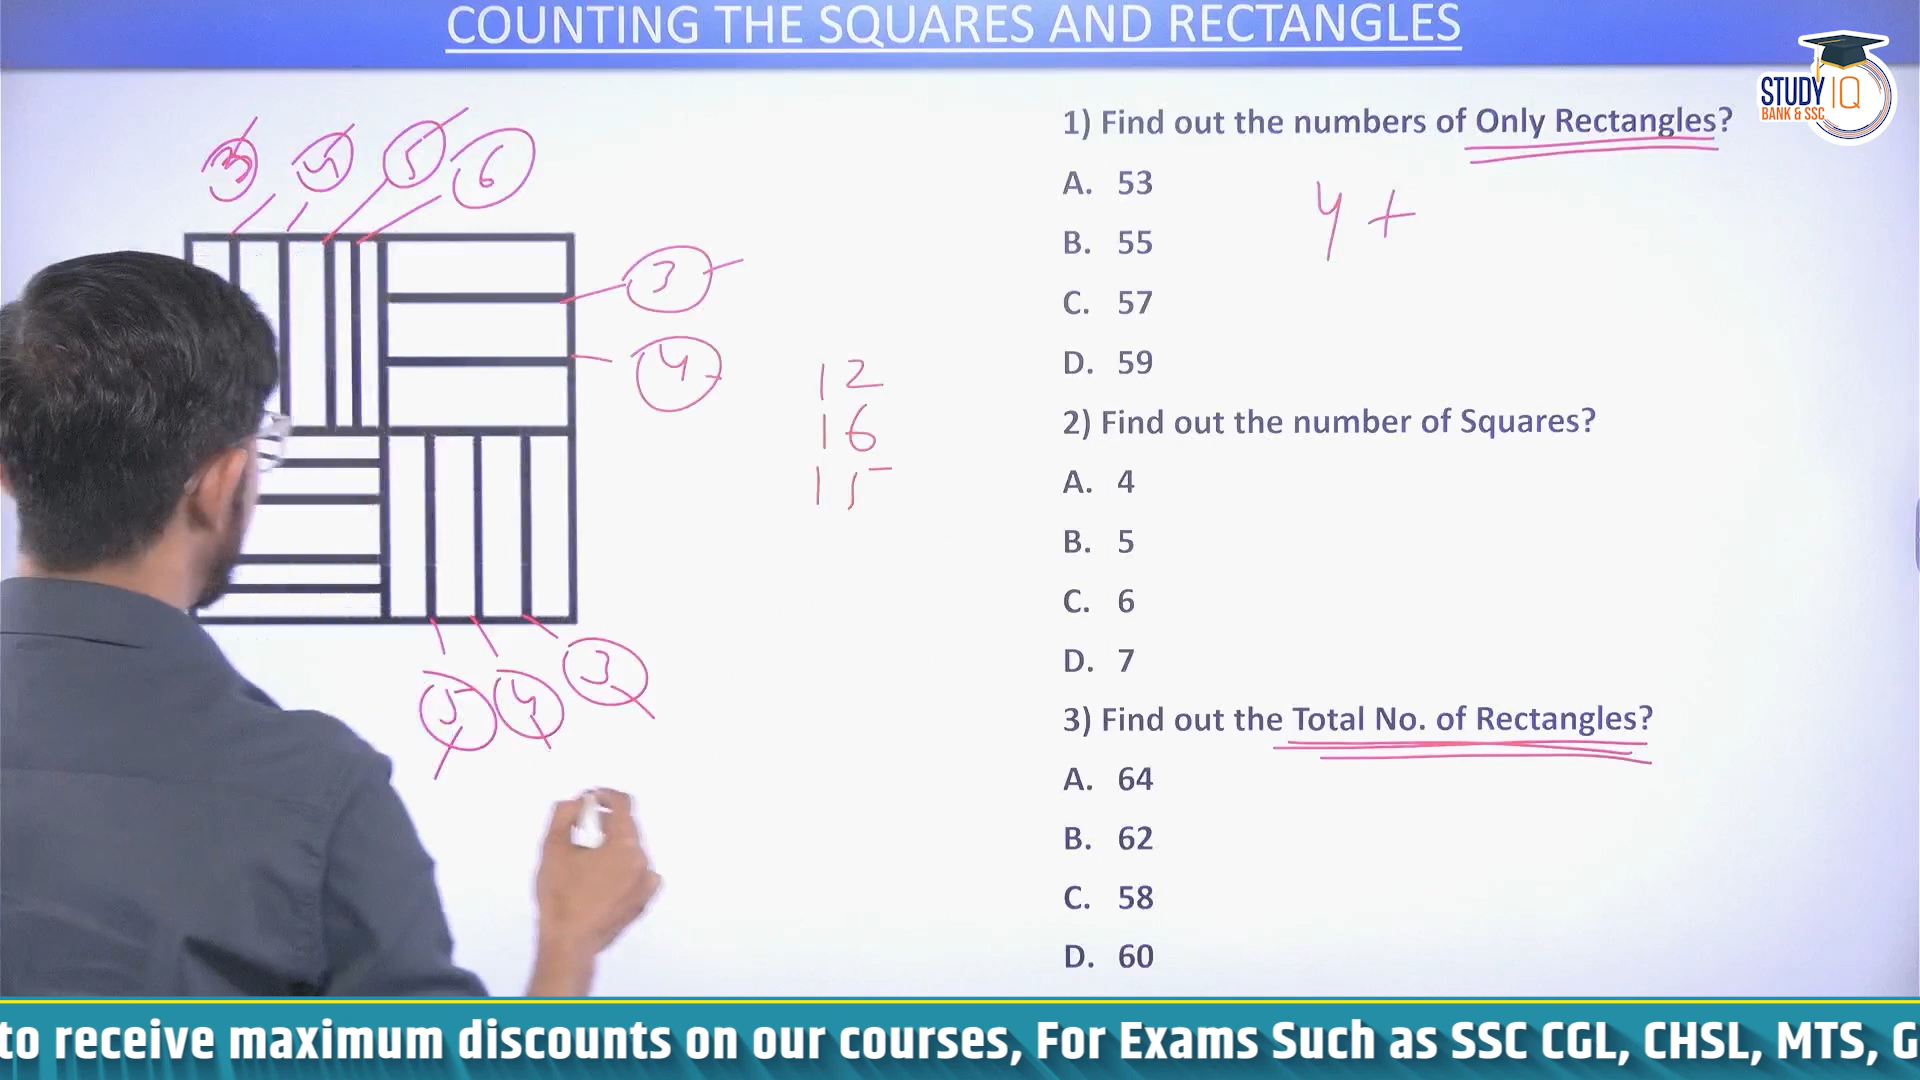 COUNTING THE SQUARES AND RECTANGLES
STUDY IQ
BANK & SSC
3 4 5 6
3
4
12
16
15
5 4 3
1) Find out the numbers of Only Rectangles?
4 +
A. 53
B. 55
C. 57
D. 59
2) Find out the number of Squares?
A. 4
B. 5
C. 6
D. 7
3) Find out the Total No. of Rectangles?
A. 64
B. 62
C. 58
D. 60
to receive maximum discounts on our courses, For Exams Such as SSC CGL, CHSL, MTS, G